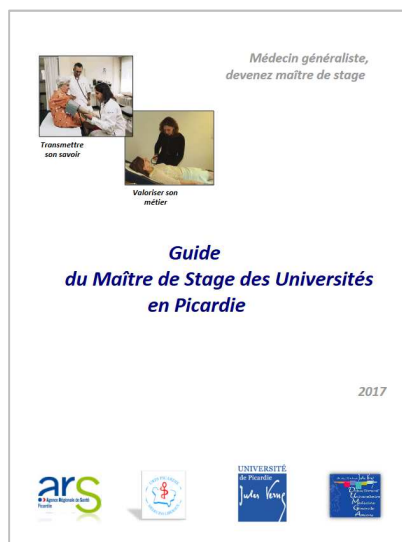 Médecin généraliste,
devenez maître de stage
Transmettre
son savoir
Valoriser son
métier
Guide
du Maître de Stage des Universités
en Picardie
2017
ars
Agence Régionale de Santé
Picardie
UNIVERSITÉ
de Picardie
Jules Verne